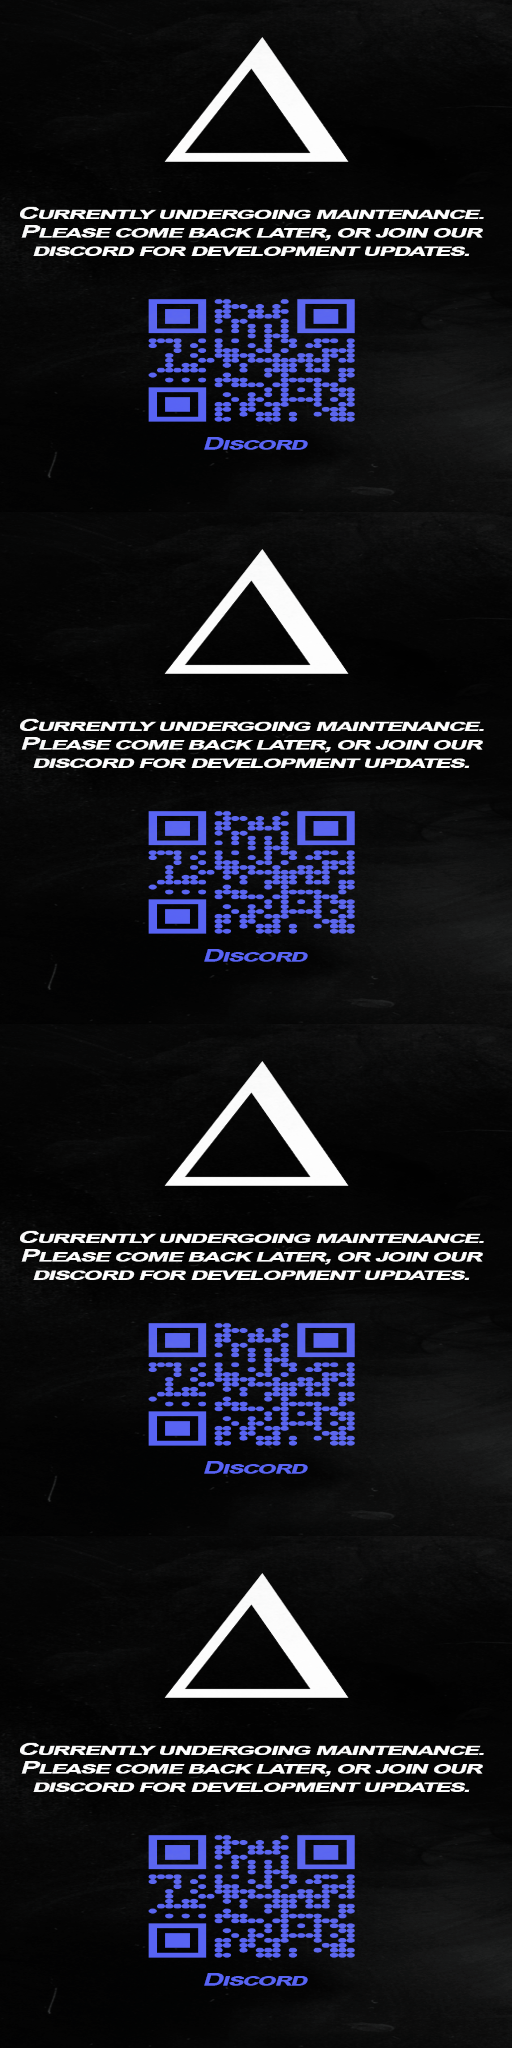 Currently undergoing maintenance.
Please come back later, or join our
discord for development updates.
Discord
Currently undergoing maintenance.
Please come back later, or join our
discord for development updates.
Discord
Currently undergoing maintenance.
Please come back later, or join our
discord for development updates.
Discord
Currently undergoing maintenance.
Please come back later, or join our
discord for development updates.
Discord